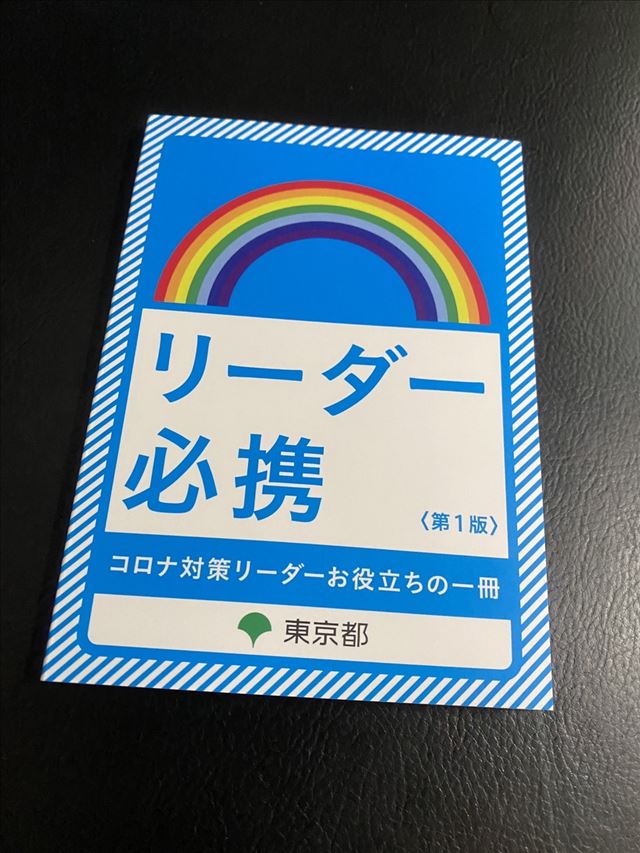 リーダー
必携
〈第1版〉
コロナ対策リーダーお役立ちの一冊
東京都